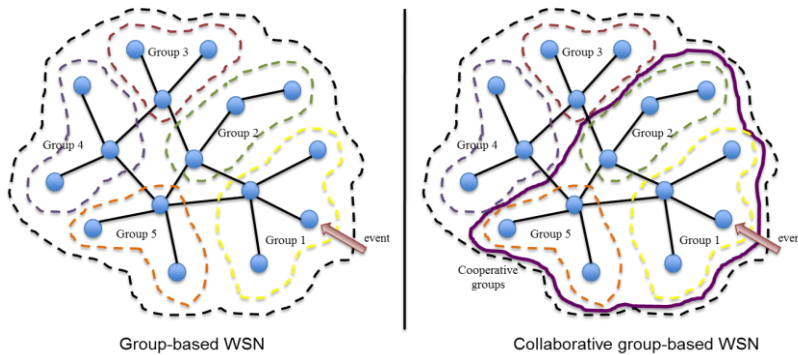 Group 3
Group 2
Group 4
Group 5
Group 1
event
Group-based WSN
Group 3
Group 2
Group 4
Group 5
Group 1
event
Cooperative
groups
Collaborative group-based WSN